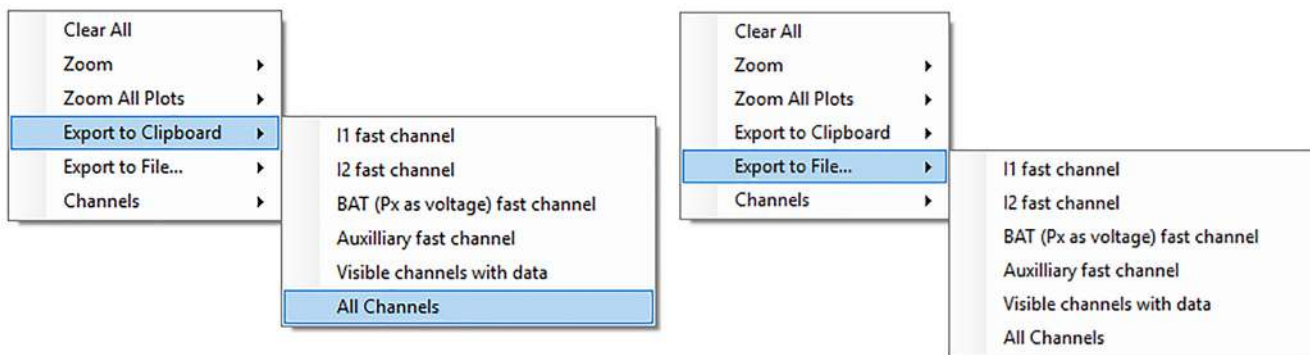 Clear All
Zoom
Zoom All Plots
Export to Clipboard
Export to File...
Channels
I1 fast channel
I2 fast channel
BAT (Px as voltage) fast channel
Auxilliary fast channel
Visible channels with data
All Channels
Clear All
Zoom
Zoom All Plots
Export to Clipboard
Export to File...
Channels
I1 fast channel
I2 fast channel
BAT (Px as voltage) fast channel
Auxilliary fast channel
Visible channels with data
All Channels